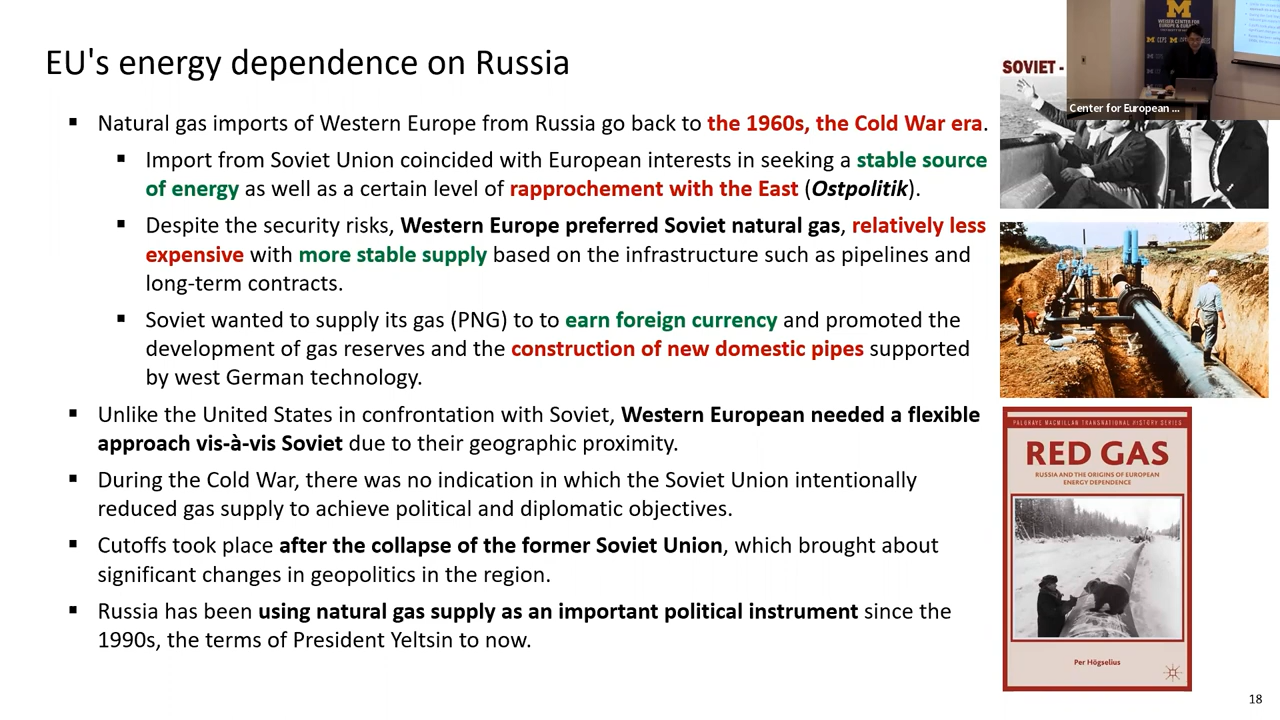 EU's energy dependence on Russia
▪ Natural gas imports of Western Europe from Russia go back to the 1960s, the Cold War era.
▪ Import from Soviet Union coincided with European interests in seeking a stable source
of energy as well as a certain level of rapprochement with the East (Ostpolitik).
▪ Despite the security risks, Western Europe preferred Soviet natural gas, relatively less
expensive with more stable supply based on the infrastructure such as pipelines and
long-term contracts.
▪ Soviet wanted to supply its gas (PNG) to to earn foreign currency and promoted the
development of gas reserves and the construction of new domestic pipes supported
by west German technology.
▪ Unlike the United States in confrontation with Soviet, Western European needed a flexible
approach vis-à-vis Soviet due to their geographic proximity.
▪ During the Cold War, there was no indication in which the Soviet Union intentionally
reduced gas supply to achieve political and diplomatic objectives.
▪ Cutoffs took place after the collapse of the former Soviet Union, which brought about
significant changes in geopolitics in the region.
▪ Russia has been using natural gas supply as an important political instrument since the
1990s, the terms of President Yeltsin to now.
SOVIET -
M
WEISER CENTER FOR
EUROPE & EURASIA
Center for European ...
PALGRAVE MACMILLAN TRANSNATIONAL HISTORY SERIES
RED GAS
RUSSIA AND THE ORIGINS OF EUROPEAN
ENERGY DEPENDENCE
Per Högselius
18